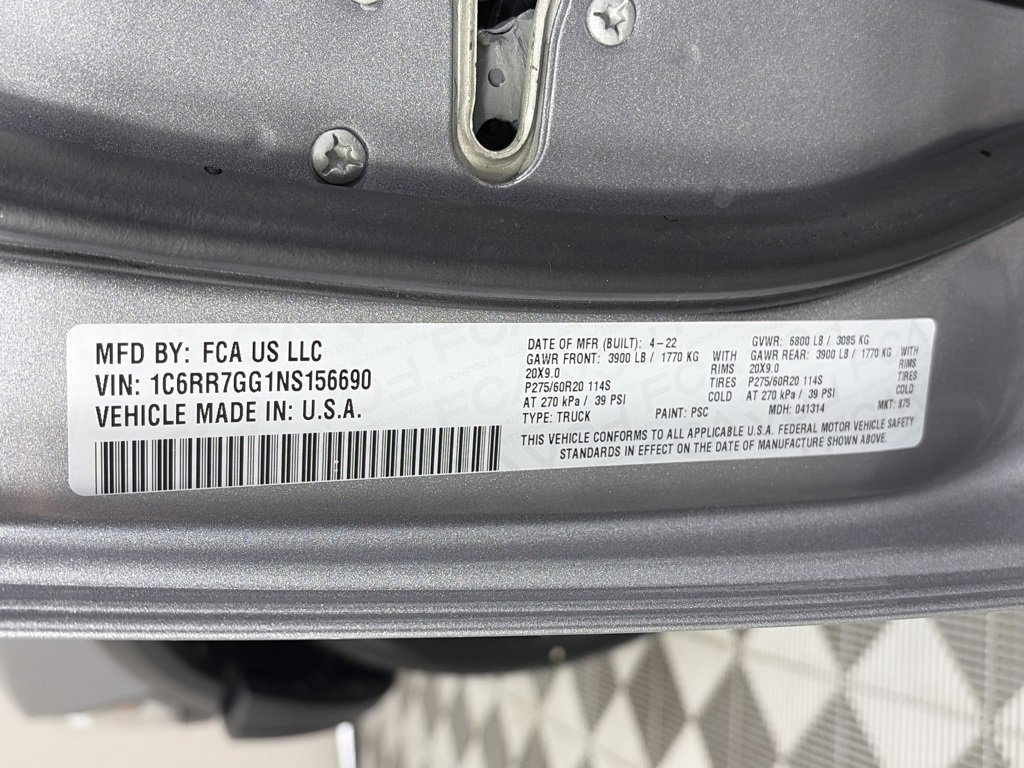 MFD BY: FCA US LLC
VIN: 1C6RR7GG1NS156690
VEHICLE MADE IN: U.S.A.
DATE OF MFR (BUILT): 4-22 GVWR: 6800 LB / 3085 KG
GAWR FRONT: 3900 LB / 1770 KG WITH GAWR REAR: 3900 LB / 1770 KG WITH
20X9.0 RIMS 20X9.0 RIMS
P275/60R20 114S TIRES P275/60R20 114S TIRES
AT 270 kPa / 39 PSI COLD AT 270 kPa / 39 PSI COLD
TYPE: TRUCK PAINT: PSC MDH: 041314 MKT: 875
THIS VEHICLE CONFORMS TO ALL APPLICABLE U.S.A. FEDERAL MOTOR VEHICLE SAFETY
STANDARDS IN EFFECT ON THE DATE OF MANUFACTURE SHOWN ABOVE.